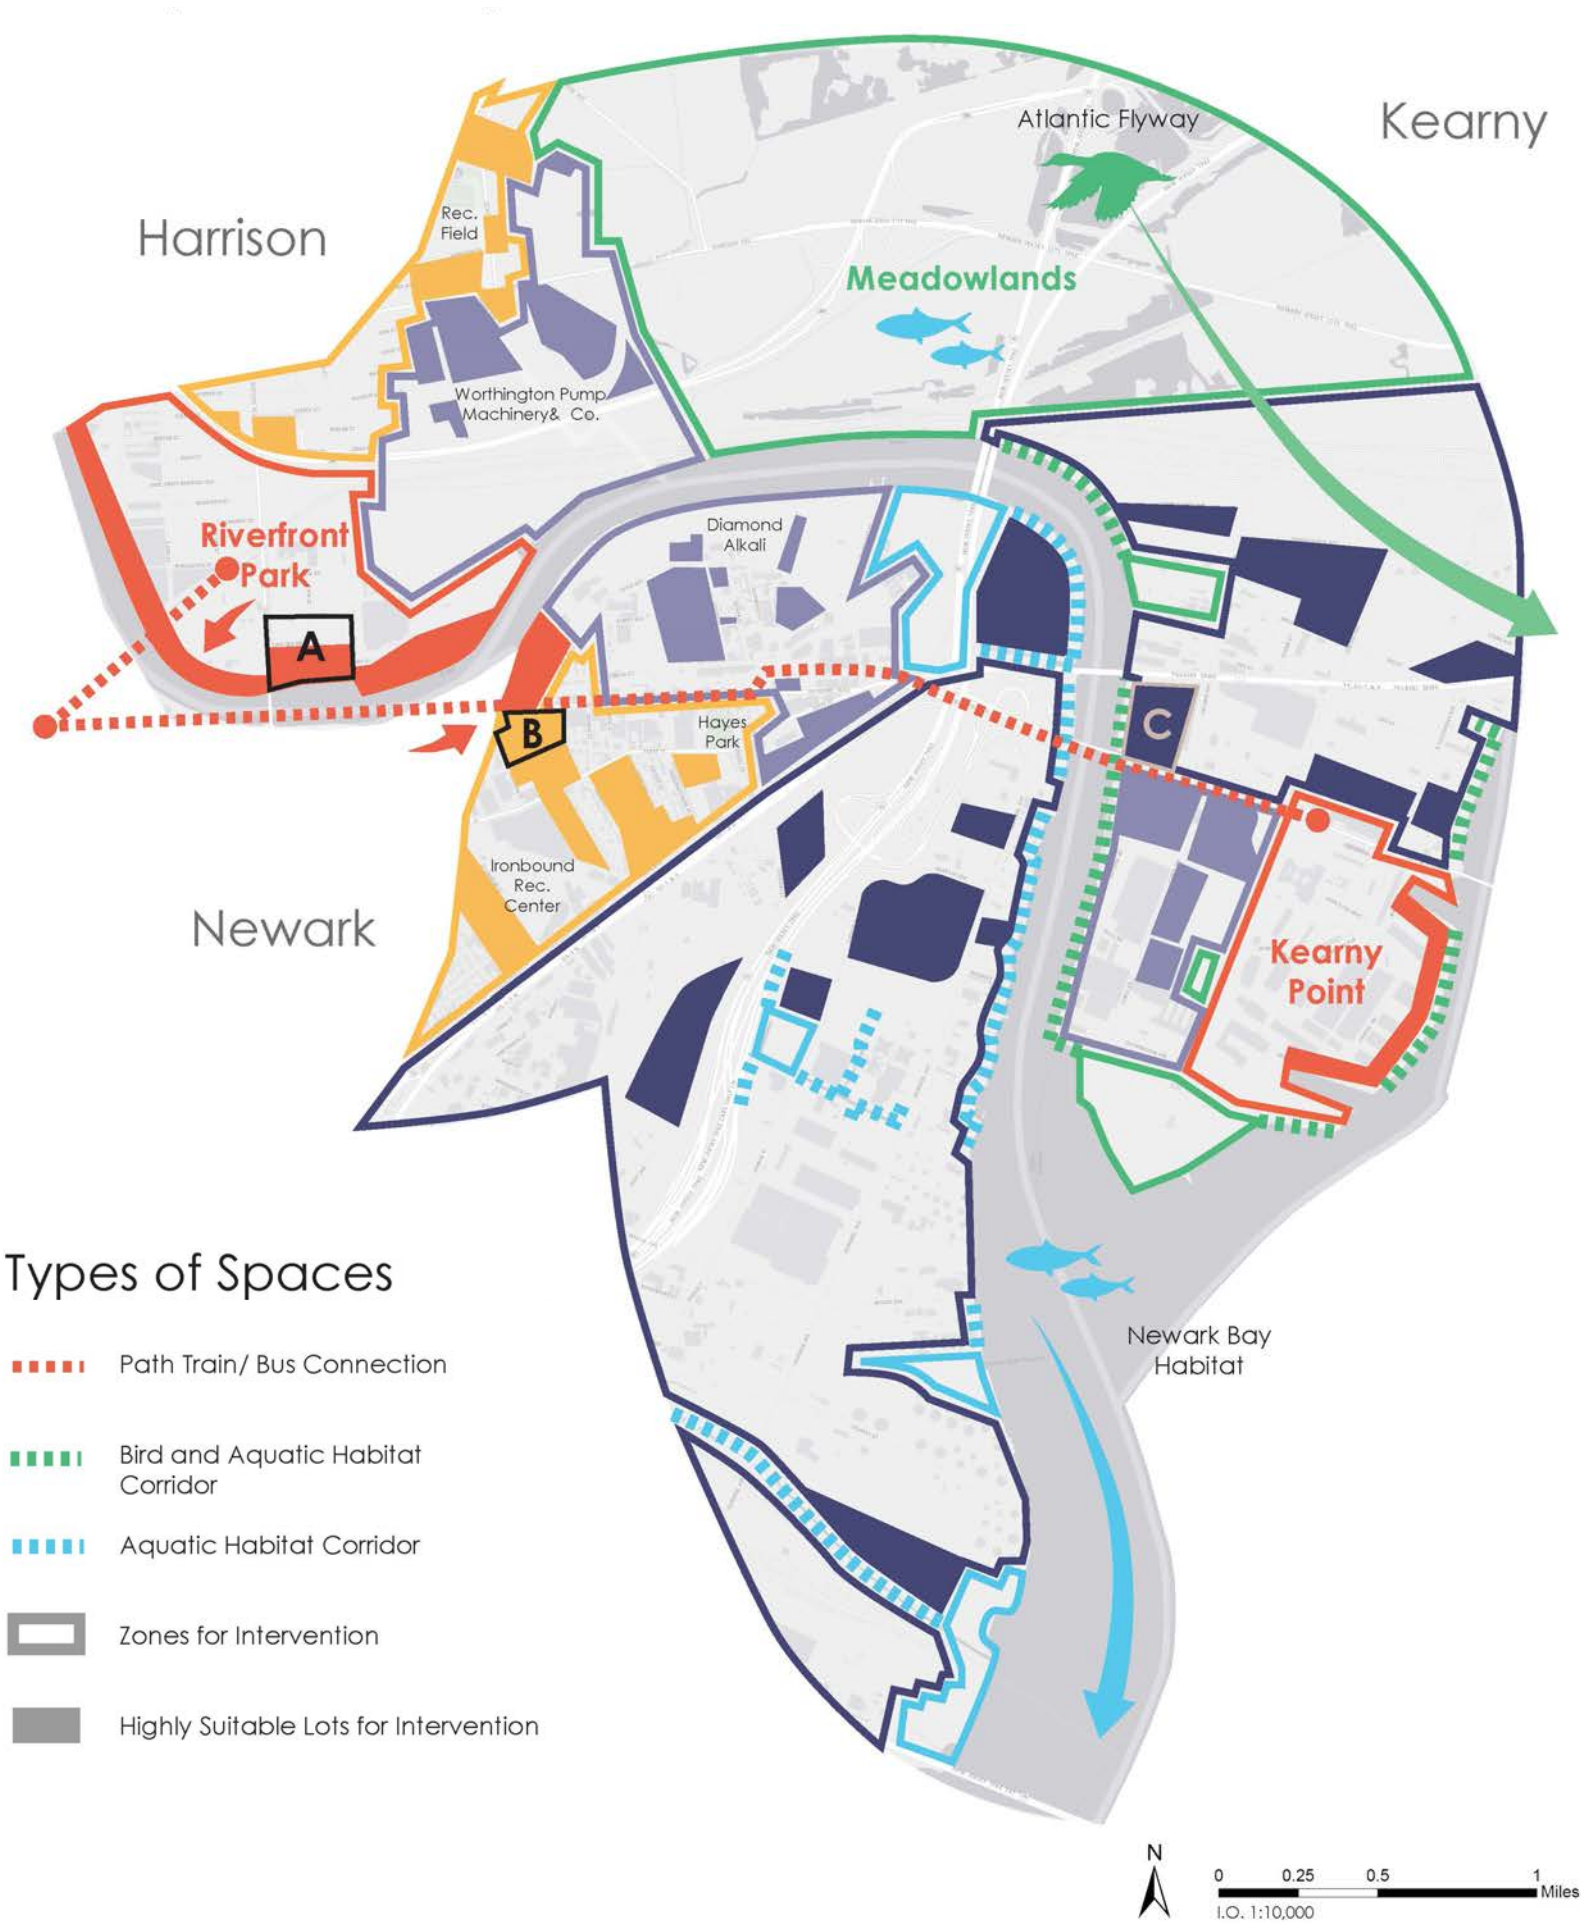 Kearny
Atlantic Flyway
Harrison
Rec.
Field
Meadowlands
Worthington Pump
Machinery& Co.
Riverfront
Park
Diamond
Alkali
A
B
C
Hayes
Park
Ironbound
Rec.
Center
Newark
Kearny
Point
Types of Spaces
Path Train/ Bus Connection
Bird and Aquatic Habitat
Corridor
Aquatic Habitat Corridor
Zones for Intervention
Highly Suitable Lots for Intervention
Newark Bay
Habitat
N
0 0.25 0.5 1
Miles
I.O. 1:10,000